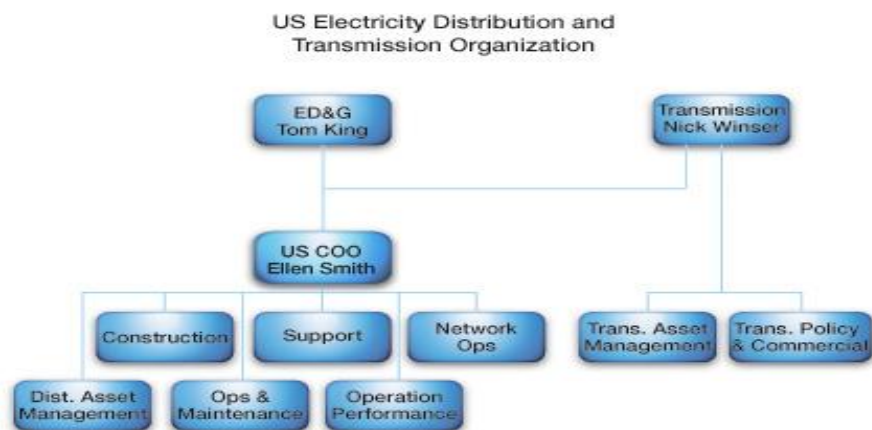 US Electricity Distribution and
Transmission Organization
ED&G
Tom King
Transmission
Nick Winser
US COO
Ellen Smith
Construction
Support
Network
Ops
Trans. Asset
Management
Trans. Policy
& Commercial
Dist. Asset
Management
Ops &
Maintenance
Operation
Performance